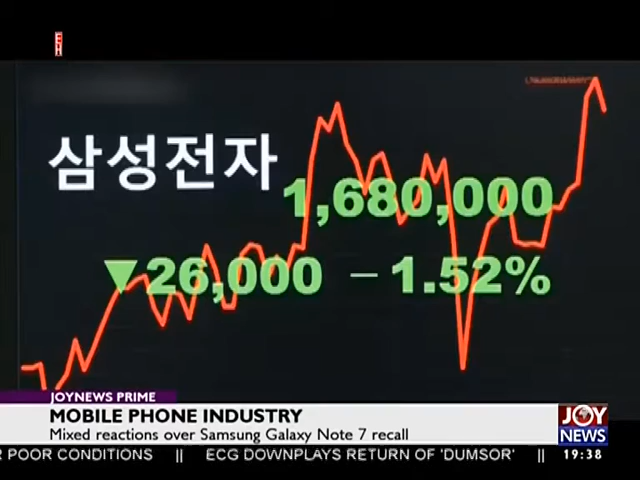 삼성전자
1,680,000
▼26,000 −1.52%
JOYNEWS PRIME
MOBILE PHONE INDUSTRY
Mixed reactions over Samsung Galaxy Note 7 recall
JOY
NEWS
R POOR CONDITIONS || ECG DOWNPLAYS RETURN OF 'DUMSOR' ||
19:38